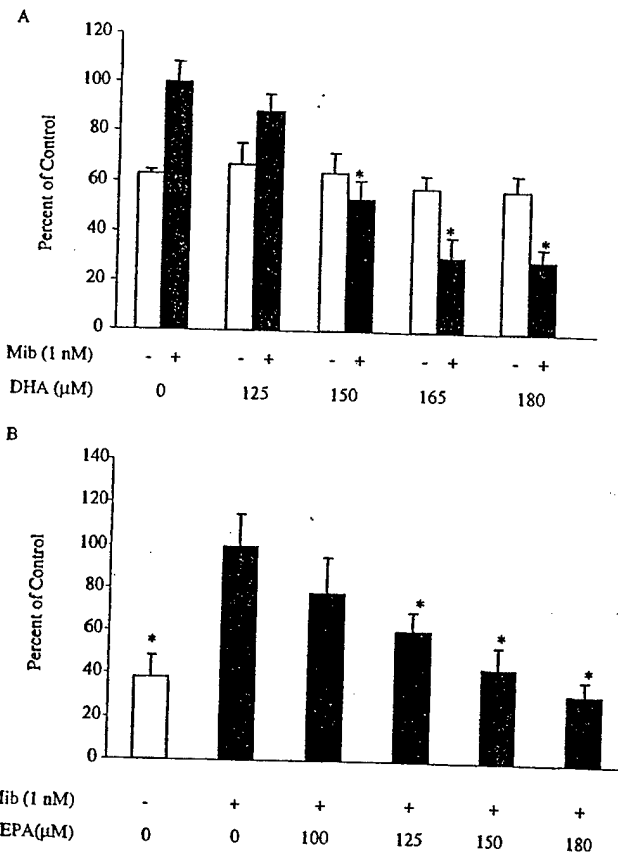 A
120
100
80
60
40
20
0
Percent of Control
* * *
Mib (1 nM) - + - + - + - + - +
DHA (μM) 0 125 150 165 180
B
140
120
100
80
60
40
20
0
Percent of Control
* * * *
Mib (1 nM) - + + + + +
EPA(μM) 0 0 100 125 150 180